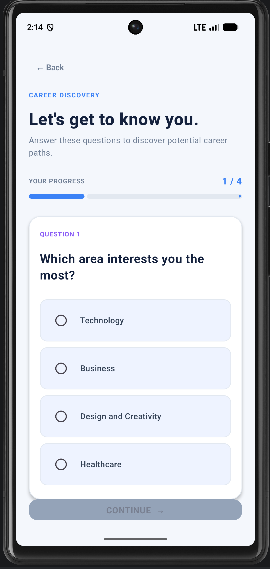 2:14 LTE
← Back
CAREER DISCOVERY
Let's get to know you.
Answer these questions to discover potential career
paths.
YOUR PROGRESS 1 / 4
QUESTION 1
Which area interests you the
most?
Technology
Business
Design and Creativity
Healthcare
CONTINUE →